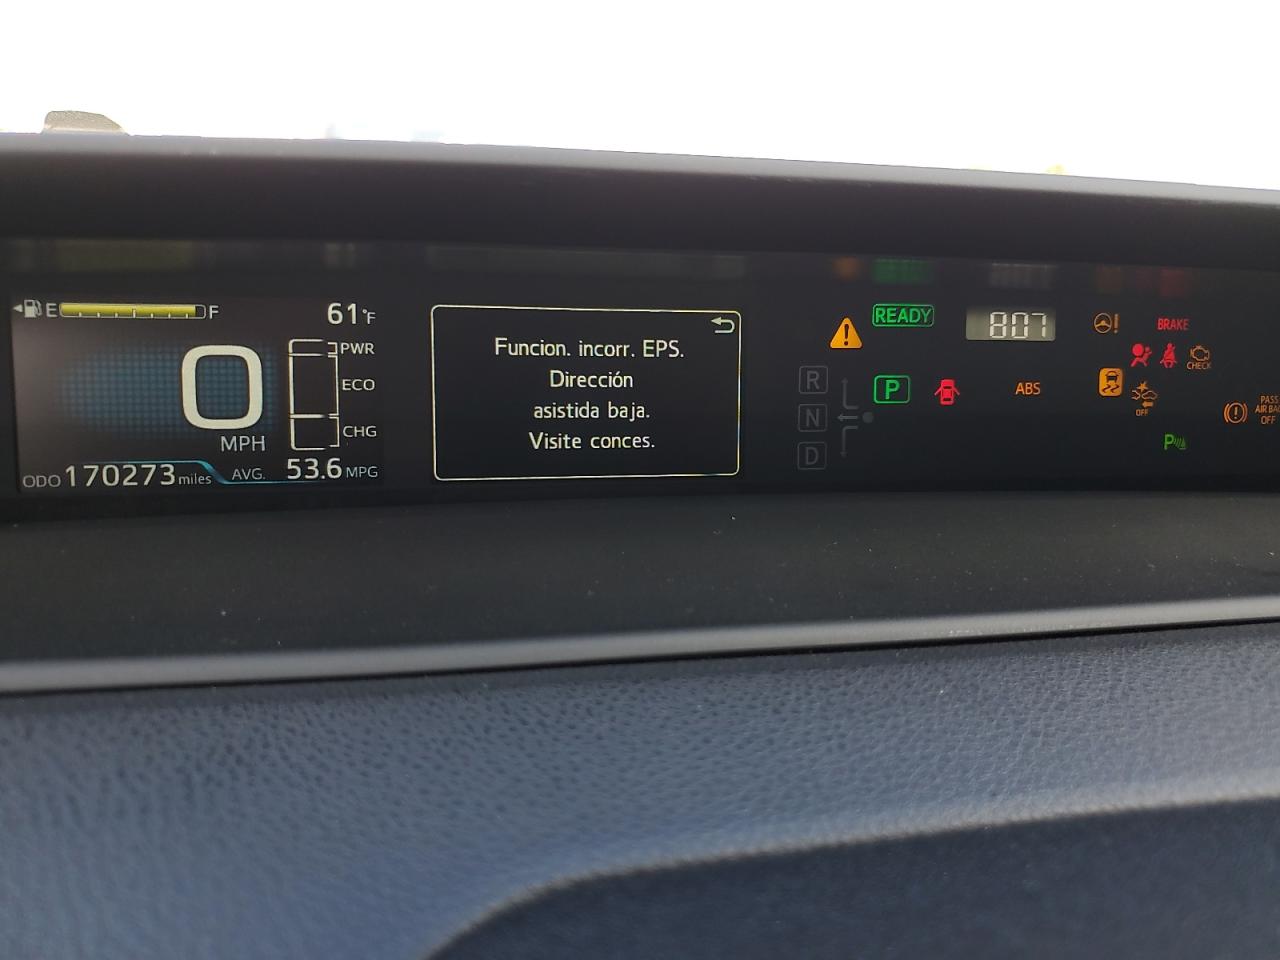 E F
61°F
PWR
ECO
CHG
0
MPH
ODO 170273 miles
AVG. 53.6 MPG
Funcion. incorr. EPS.
Dirección
asistida baja.
Visite conces.
READY
807
!
BRAKE
CHECK
R
N
D
P
ABS
OFF
PASS
AIR BAG
OFF
P